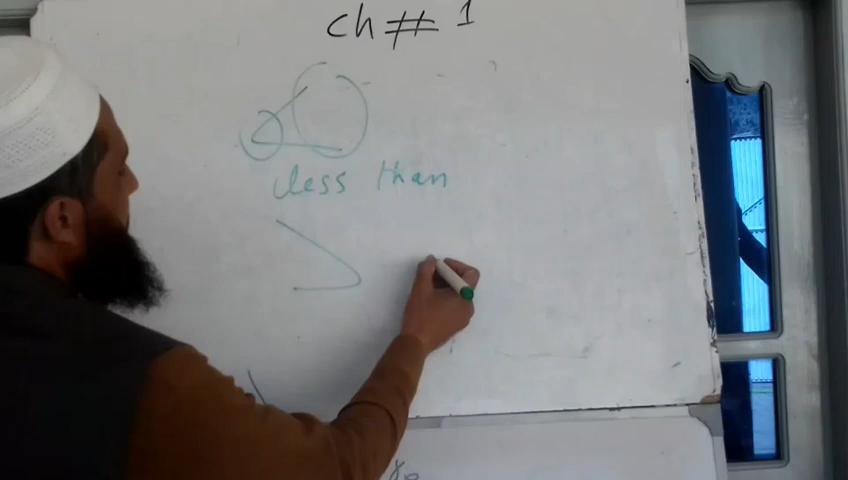 ch # 1
<
less than
>